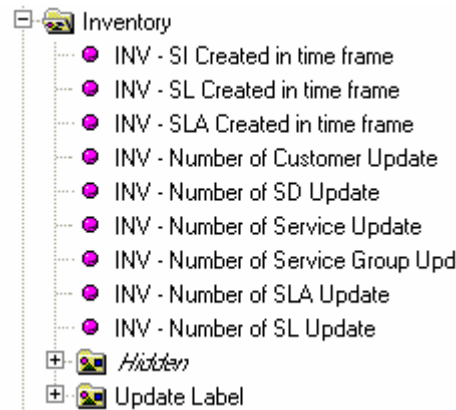 Inventory
INV - SI Created in time frame
INV - SL Created in time frame
INV - SLA Created in time frame
INV - Number of Customer Update
INV - Number of SD Update
INV - Number of Service Update
INV - Number of Service Group Upd
INV - Number of SLA Update
INV - Number of SL Update
Hidden
Update Label